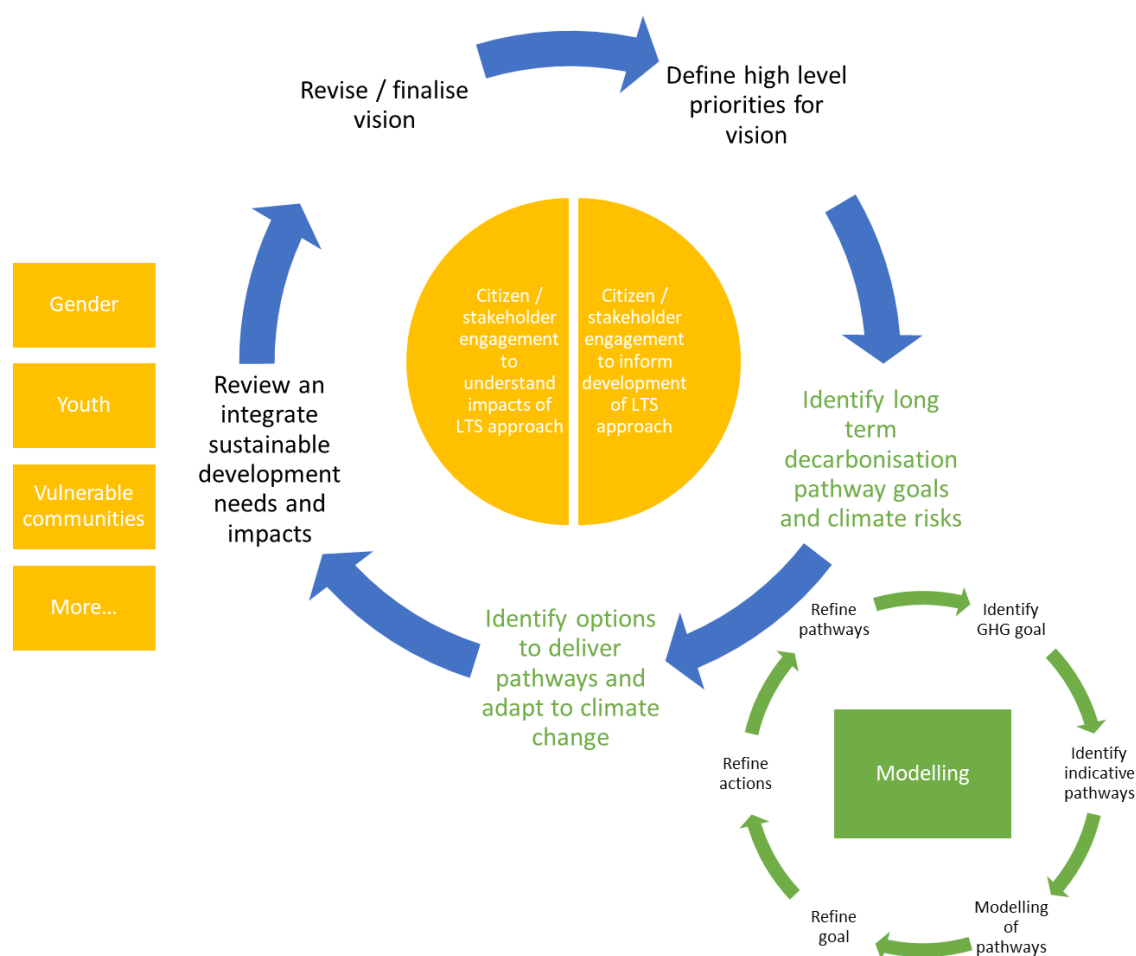 Revise / finalise
vision
Define high level
priorities for
vision
Gender
Youth
Vulnerable
communities
More...
Citizen /
stakeholder
engagement
to
understand
impacts of
LTS approach
Citizen /
stakeholder
engagement
to inform
development
of LTS
approach
Review an
integrate
sustainable
development
needs and
impacts
Identify long
term
decarbonisation
pathway goals
and climate risks
Identify options
to deliver
pathways and
adapt to climate
change
Refine
pathways
Identify
GHG goal
Identify
indicative
pathways
Modelling
of
pathways
Refine
goal
Refine
actions
Modelling